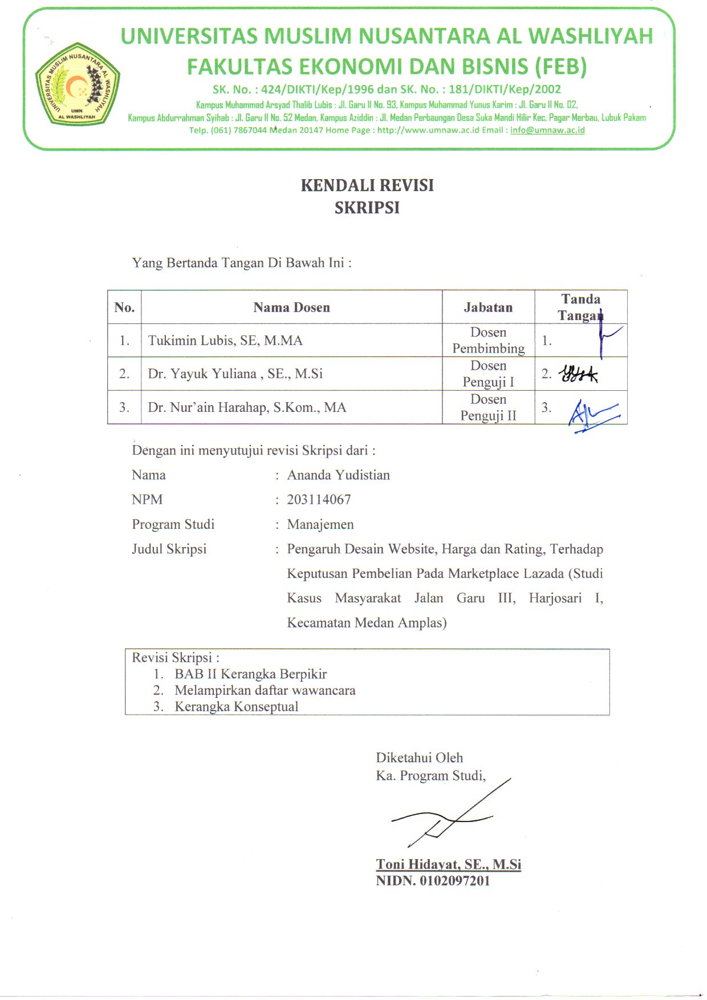 UNIVERSITAS MUSLIM NUSANTARA AL WASHLIYAH
FAKULTAS EKONOMI DAN BISNIS (FEB)
SK. No. : 424/DIKTI/Kep/1996 dan SK. No. : 181/DIKTI/Kep/2002
Kampus Muhammad Arsyad Thalib Lubis : Jl. Garu II No. 93, Kampus Muhammad Yunus Karim : Jl. Garu II No. 02,
Kampus Abdurrahman Syihab : Jl. Garu II No. 52 Medan, Kampus Aziddin : Jl. Medan Perbaungan Desa Suka Mandi Hilir Kec. Pagar Merbau, Lubuk Pakam
Telp. (061) 7867044 Medan 20147 Home Page : http://www.umnaw.ac.id Email : info@umnaw.ac.id
UNIVERSITAS MUSLIM NUSANTARA AL WASHLIYAH
UMN
AL WASHLIYAH
KENDALI REVISI
SKRIPSI
Yang Bertanda Tangan Di Bawah Ini :
No. Nama Dosen Jabatan Tanda Tangan
1. Tukimin Lubis, SE, M.MA Dosen Pembimbing 1.
2. Dr. Yayuk Yuliana , SE., M.Si Dosen Penguji I 2.
3. Dr. Nur’ain Harahap, S.Kom., MA Dosen Penguji II 3.
Dengan ini menyutujui revisi Skripsi dari :
Nama : Ananda Yudistian
NPM : 203114067
Program Studi : Manajemen
Judul Skripsi : Pengaruh Desain Website, Harga dan Rating, Terhadap
Keputusan Pembelian Pada Marketplace Lazada (Studi
Kasus Masyarakat Jalan Garu III, Harjosari I,
Kecamatan Medan Amplas)
Revisi Skripsi :
1. BAB II Kerangka Berpikir
2. Melampirkan daftar wawancara
3. Kerangka Konseptual
Diketahui Oleh
Ka. Program Studi,
Toni Hidayat, SE., M.Si
NIDN. 0102097201